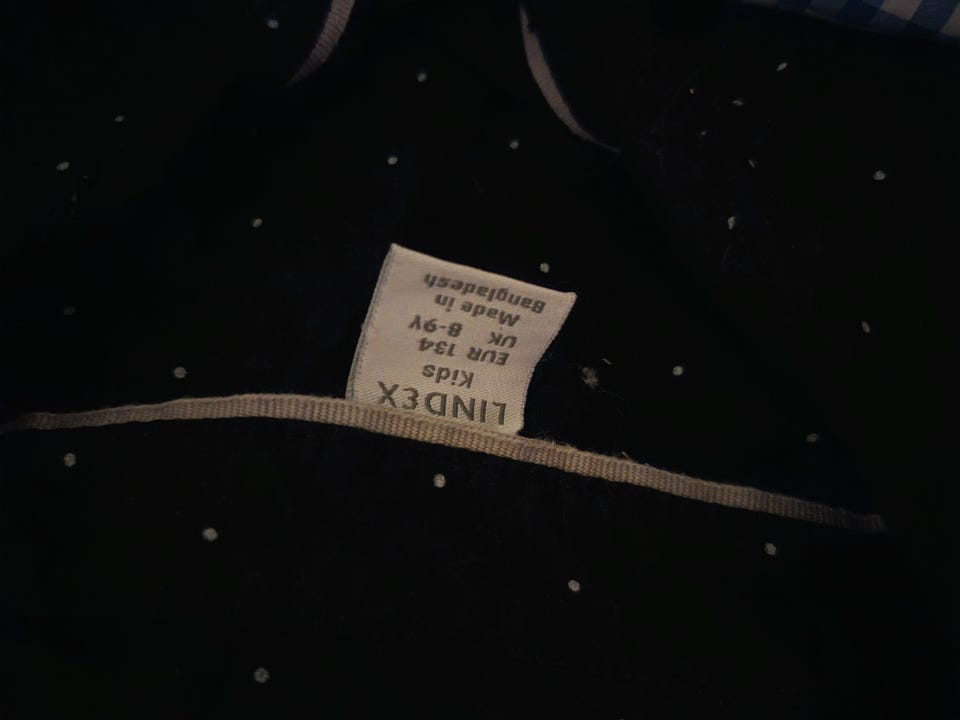 LINDEX
Kids
EUR 134
UK 8-9Y
Made in
Bangladesh